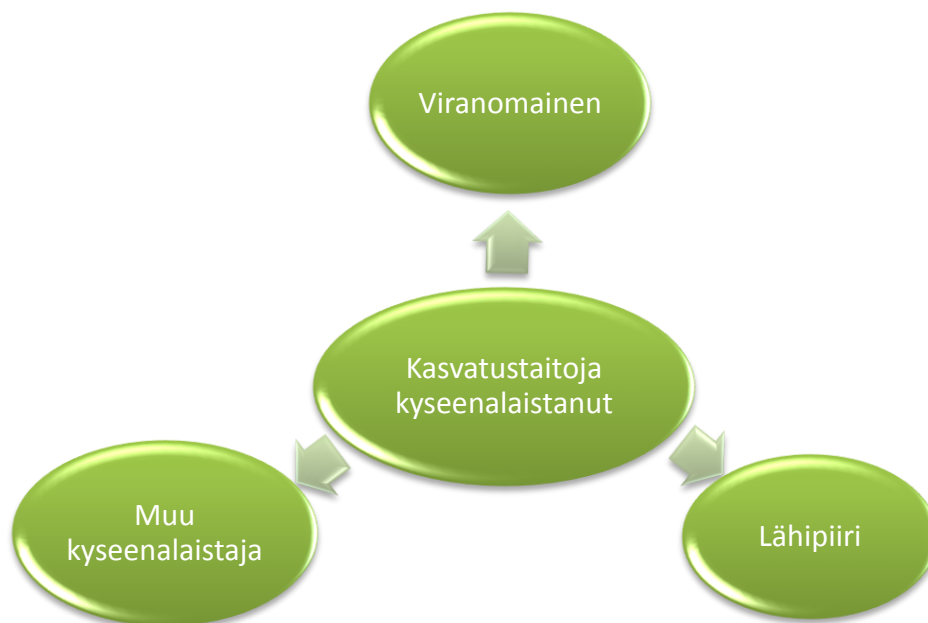 Viranomainen
Kasvatustaitoja
kyseenalaistanut
Muu
kyseenalaistaja
Lähipiiri